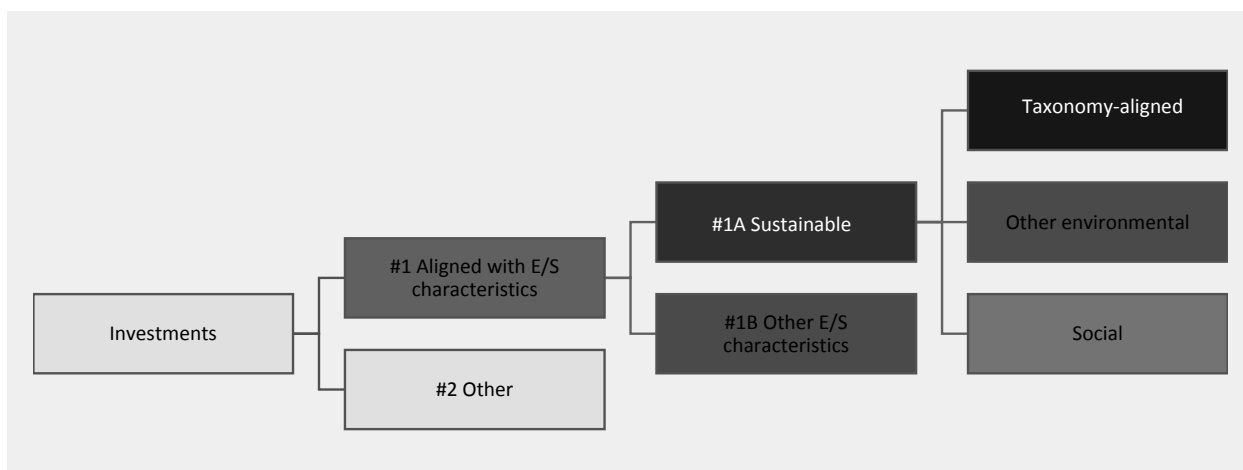 Investments
#1 Aligned with E/S
characteristics
#2 Other
#1A Sustainable
#1B Other E/S
characteristics
Taxonomy-aligned
Other environmental
Social